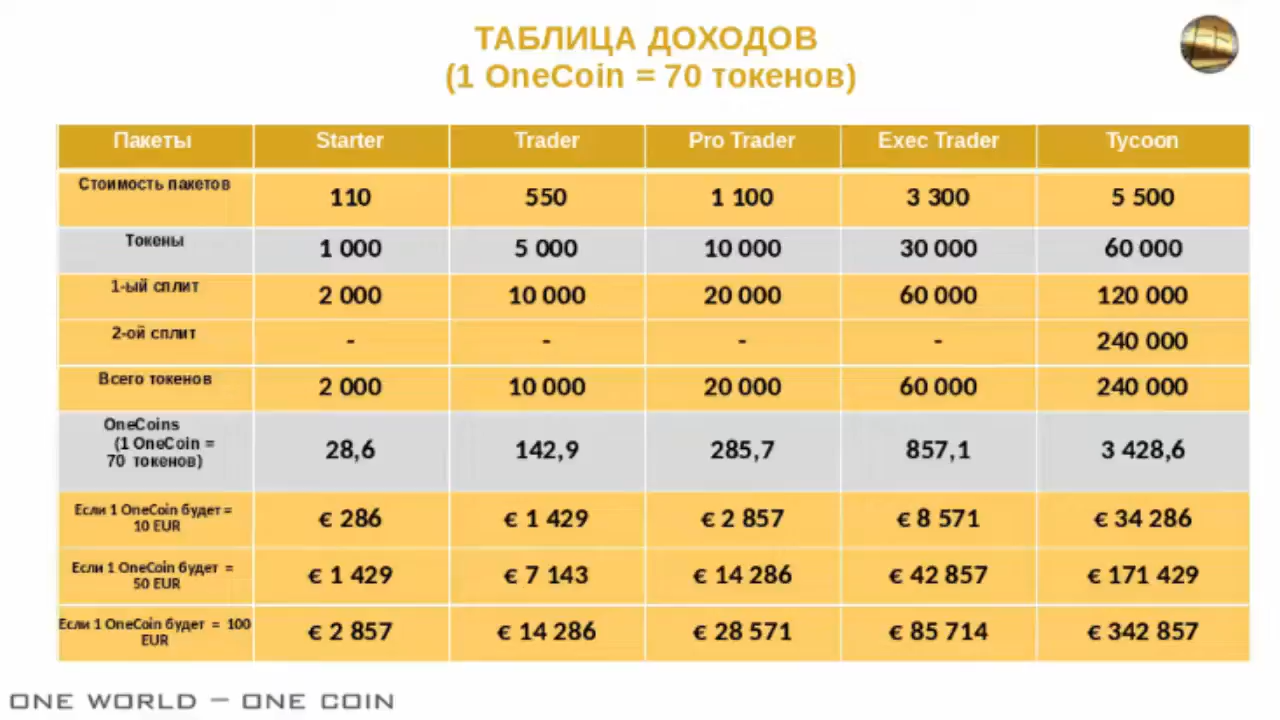 ТАБЛИЦА ДОХОДОВ
(1 OneCoin = 70 токенов)
Пакеты Starter Trader Pro Trader Exec Trader Tycoon
Стоимость пакетов 110 550 1 100 3 300 5 500
Токены 1 000 5 000 10 000 30 000 60 000
1-ый сплит 2 000 10 000 20 000 60 000 120 000
2-ой сплит - - - - 240 000
Всего токенов 2 000 10 000 20 000 60 000 240 000
OneCoins
(1 OneCoin =
70 токенов) 28,6 142,9 285,7 857,1 3 428,6
Если 1 OneCoin будет =
10 EUR € 286 € 1 429 € 2 857 € 8 571 € 34 286
Если 1 OneCoin будет =
50 EUR € 1 429 € 7 143 € 14 286 € 42 857 € 171 429
Если 1 OneCoin будет = 100
EUR € 2 857 € 14 286 € 28 571 € 85 714 € 342 857
ONE WORLD – ONE COIN